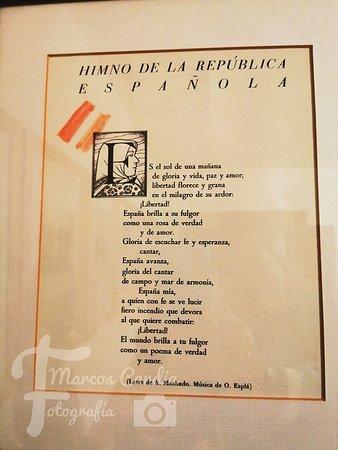 HIMNO DE LA REPÚBLICA
ESPAÑOLA
ES el sol de una mañana
de gloria y vida, paz y amor;
libertad florece y grana
en el milagro de su ardor:
¡Libertad!
España brilla a su fulgor
como una rosa de verdad
y de amor.
Gloria de escuchar fe y esperanza,
cantar,
España avanza,
gloria del cantar
de campo y mar de armonía,
España mía,
a quien con fe se ve lucir
fiero incendio que devora
al que quiere combatir:
¡Libertad!
El mundo brilla a tu fulgor
como un poema de verdad
y amor.
(Letra de A. Machado. Música de O. Esplá)
Marcos
Fotografía